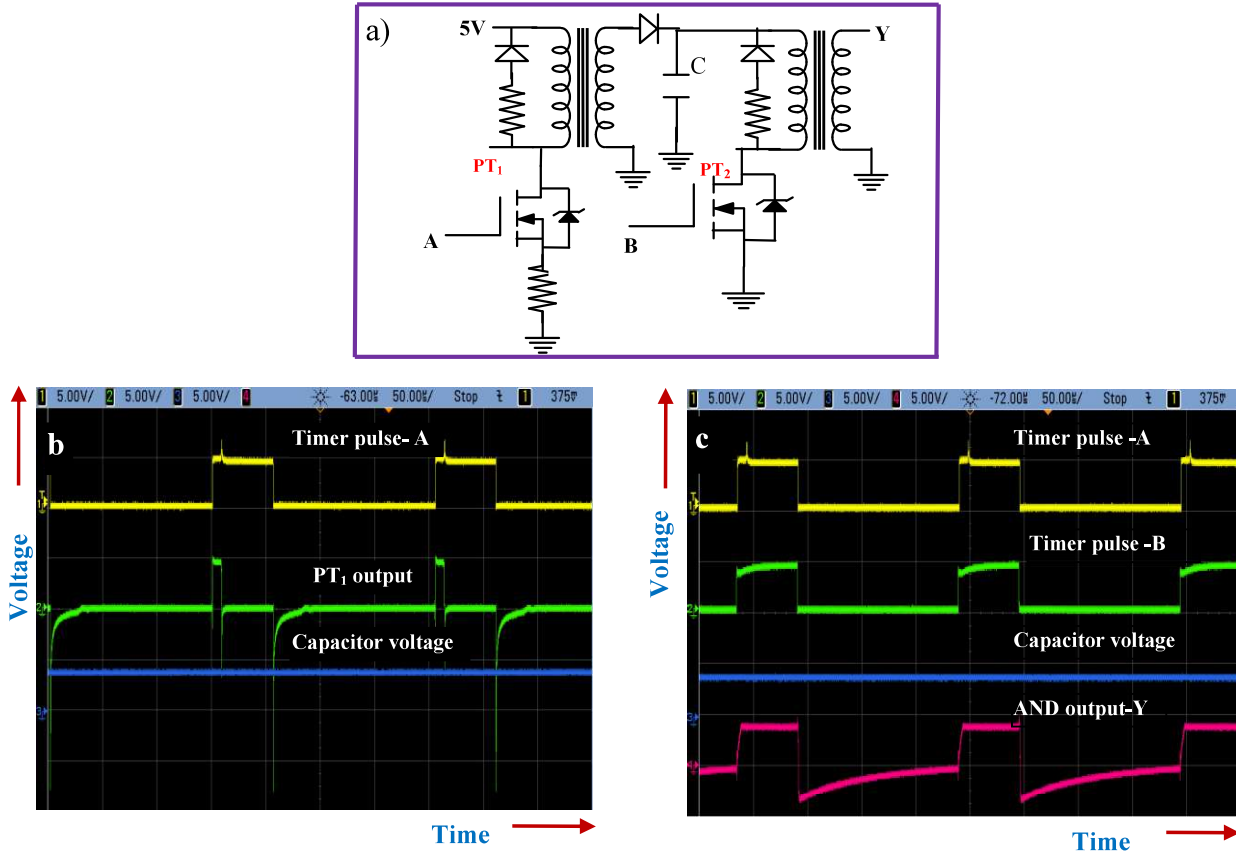 a)
5V
Y
C
PT₁
PT₂
A
B
1 5.00V/ 2 5.00V/ 3 5.00V/ 4 -63.00 50.00 Stop 1 375
b
Timer pulse- A
PT₁ output
Capacitor voltage
Voltage
Time
1 5.00V/ 2 5.00V/ 3 5.00V/ 4 5.00V/ -72.00 50.00 Stop 1 375
c
Timer pulse -A
Timer pulse -B
Capacitor voltage
AND output-Y
Voltage
Time